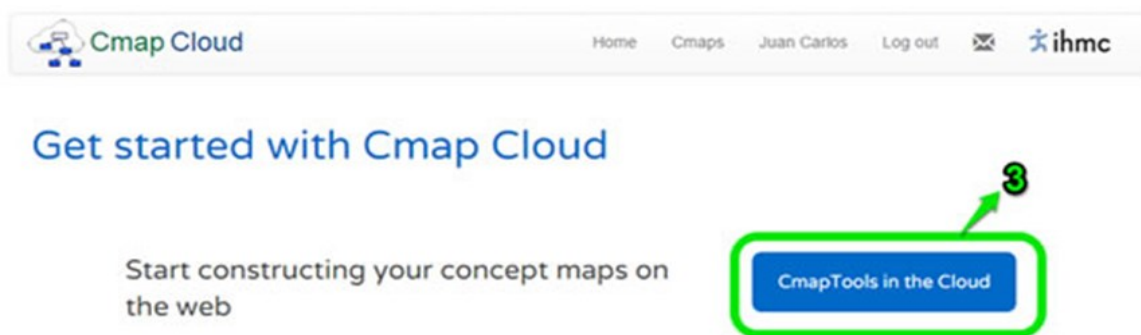 Cmap Cloud Home Cmaps Juan Carlos Log out ihmc
Get started with Cmap Cloud
3
Start constructing your concept maps on
the web
CmapTools in the Cloud